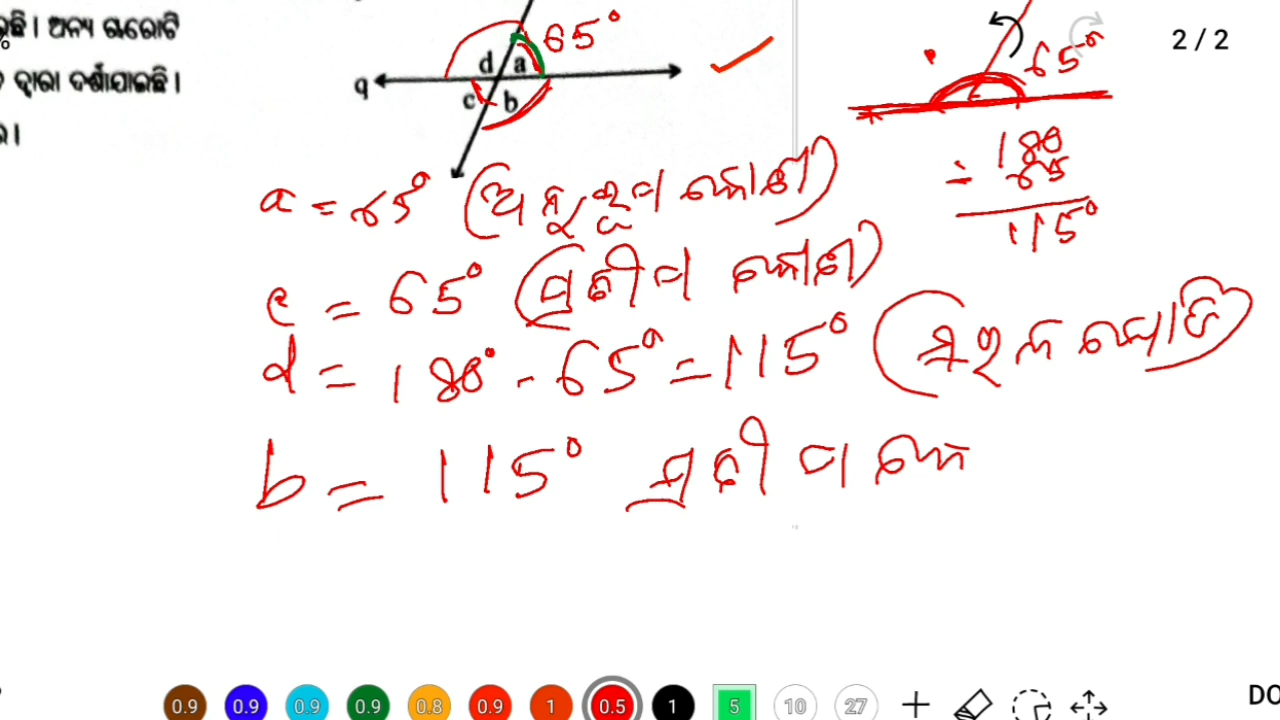 ଛି । ଅନ୍ୟ ଚାରୋଟି
ଦ୍ୱାରା ଦର୍ଶାଯାଇଛି ।
65°
d a
q
c b
65°
2 / 2
180
- 65
115°
a = 65° (ଅନୁରୂପ କୋଣ)
c = 65° (ପ୍ରତୀପ କୋଣ)
d = 180° - 65° = 115°
b = 115° ପ୍ରତୀପ କୋ
0.9 0.9 0.9 0.9 0.8 0.9 1 0.5 1 5 10 27
DO